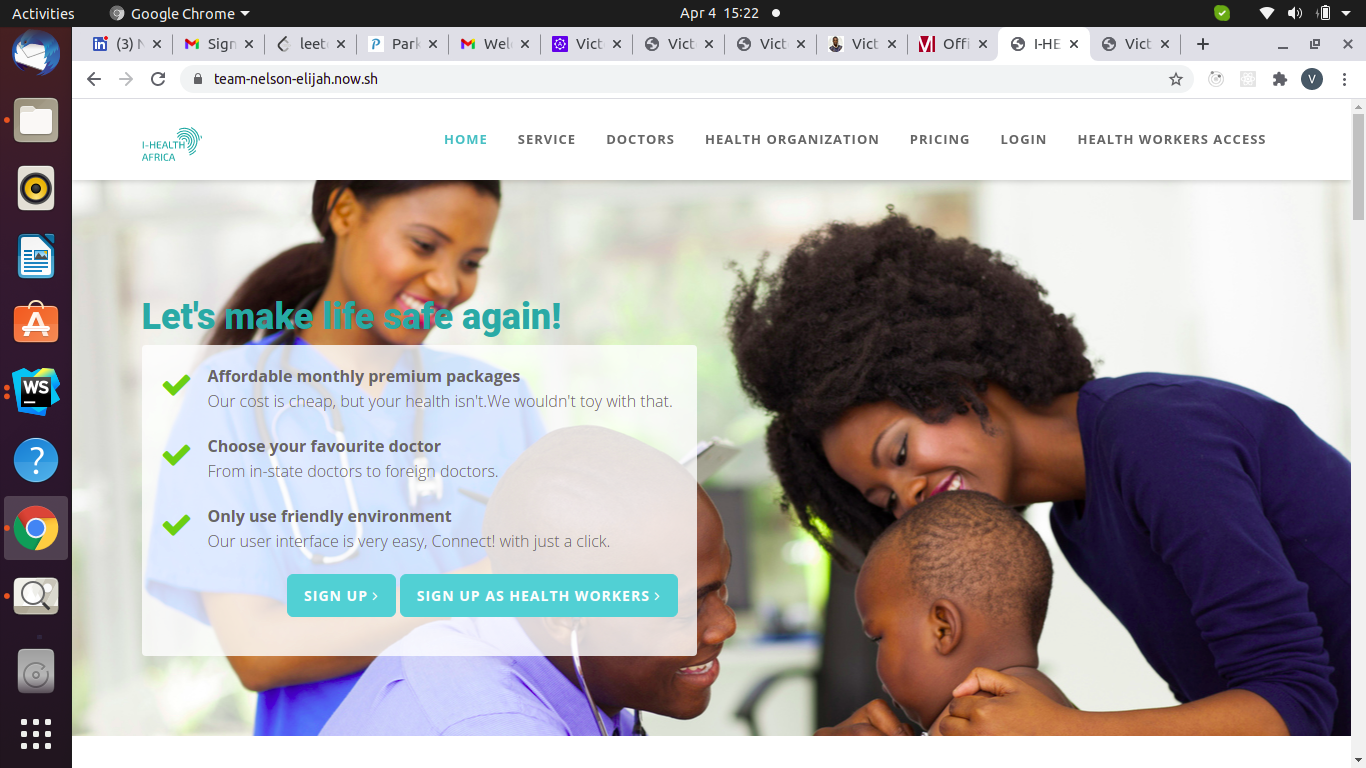 Activities
Google Chrome
Apr 4 15:22
(3) N
Sign
leet
Park
Welc
Vict
Vict
Vict
Vict
Offi
I-HE
Vict
team-nelson-elijah.now.sh
V
I-HEALTH
AFRICA
HOME SERVICE DOCTORS HEALTH ORGANIZATION PRICING LOGIN HEALTH WORKERS ACCESS
Let's make life safe again!
Affordable monthly premium packages
Our cost is cheap, but your health isn't.We wouldn't toy with that.
Choose your favourite doctor
From in-state doctors to foreign doctors.
Only use friendly environment
Our user interface is very easy, Connect! with just a click.
SIGN UP ›
SIGN UP AS HEALTH WORKERS ›
WS